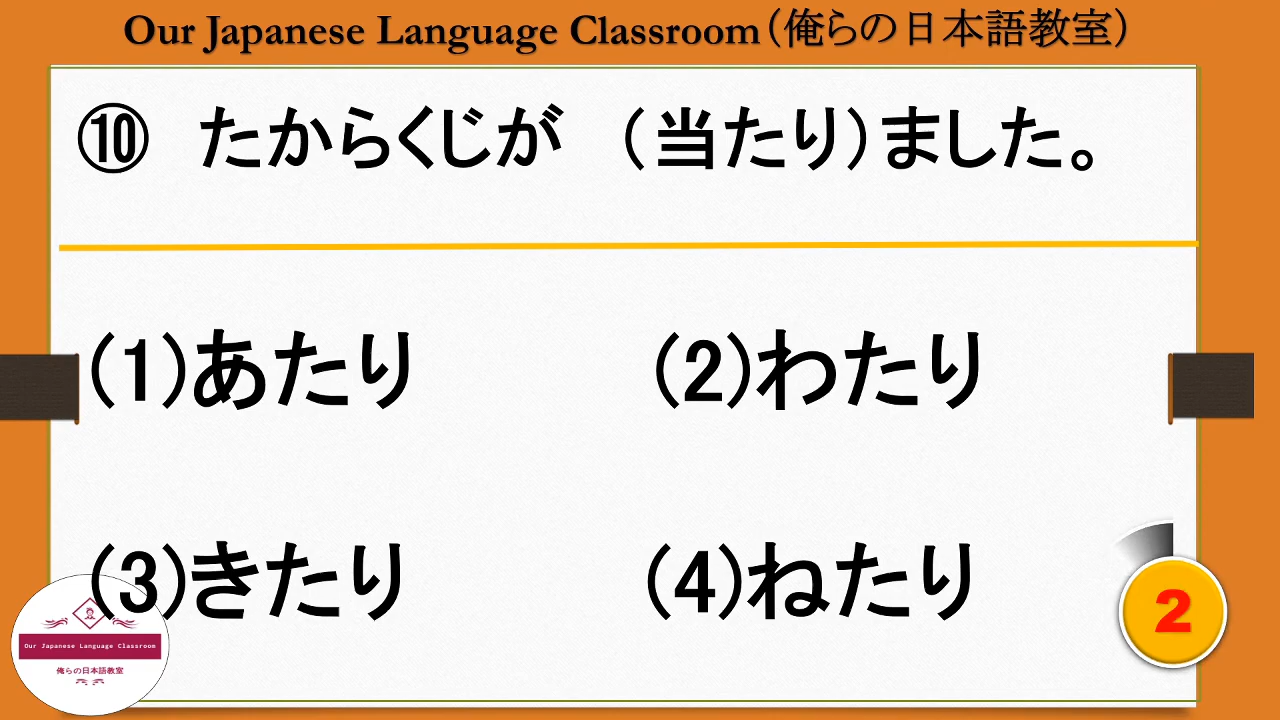 Our Japanese Language Classroom（俺らの日本語教室）
⑩　たからくじが　（当たり）ました。
(1)あたり　(2)わたり
(3)きたり　(4)ねたり
2
Our Japanese Language Classroom
俺らの日本語教室